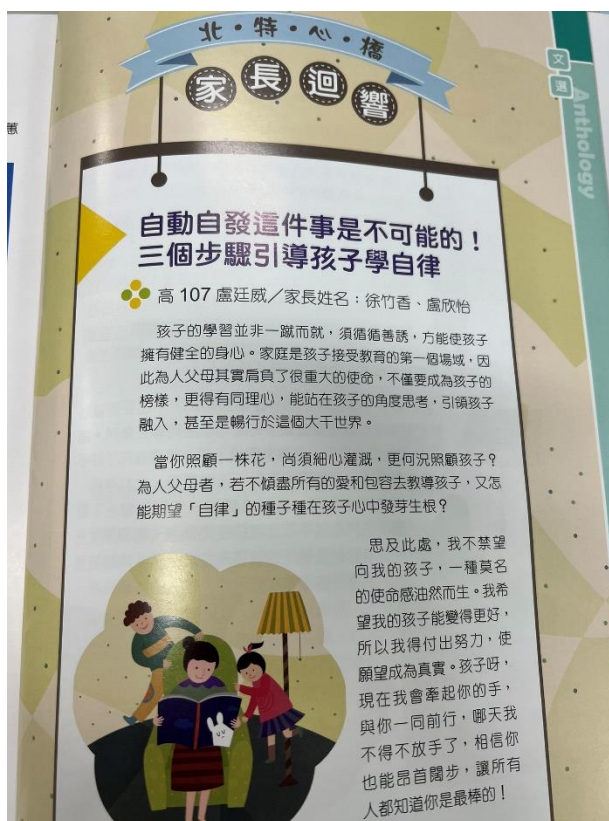 北•特•心•橋
家長迴響
文選
Anthology
蕙
自動自發這件事是不可能的！
三個步驟引導孩子學自律
高 107 盧廷威／家長姓名：徐竹香、盧欣怡
孩子的學習並非一蹴而就，須循循善誘，方能使孩子
擁有健全的身心。家庭是孩子接受教育的第一個場域，因
此為人父母其實肩負了很重大的使命，不僅要成為孩子的
榜樣，更得有同理心，能站在孩子的角度思考，引領孩子
融入，甚至是暢行於這個大千世界。
當你照顧一株花，尚須細心灌溉，更何況照顧孩子？
為人父母者，若不傾盡所有的愛和包容去教導孩子，又怎
能期望「自律」的種子種在孩子心中發芽生根？
思及此處，我不禁望
向我的孩子，一種莫名
的使命感油然而生。我希
望我的孩子能變得更好，
所以我得付出努力，使
願望成為真實。孩子呀，
現在我會牽起你的手，
與你一同前行，哪天我
不得不放手了，相信你
也能昂首闊步，讓所有
人都知道你是最棒的！